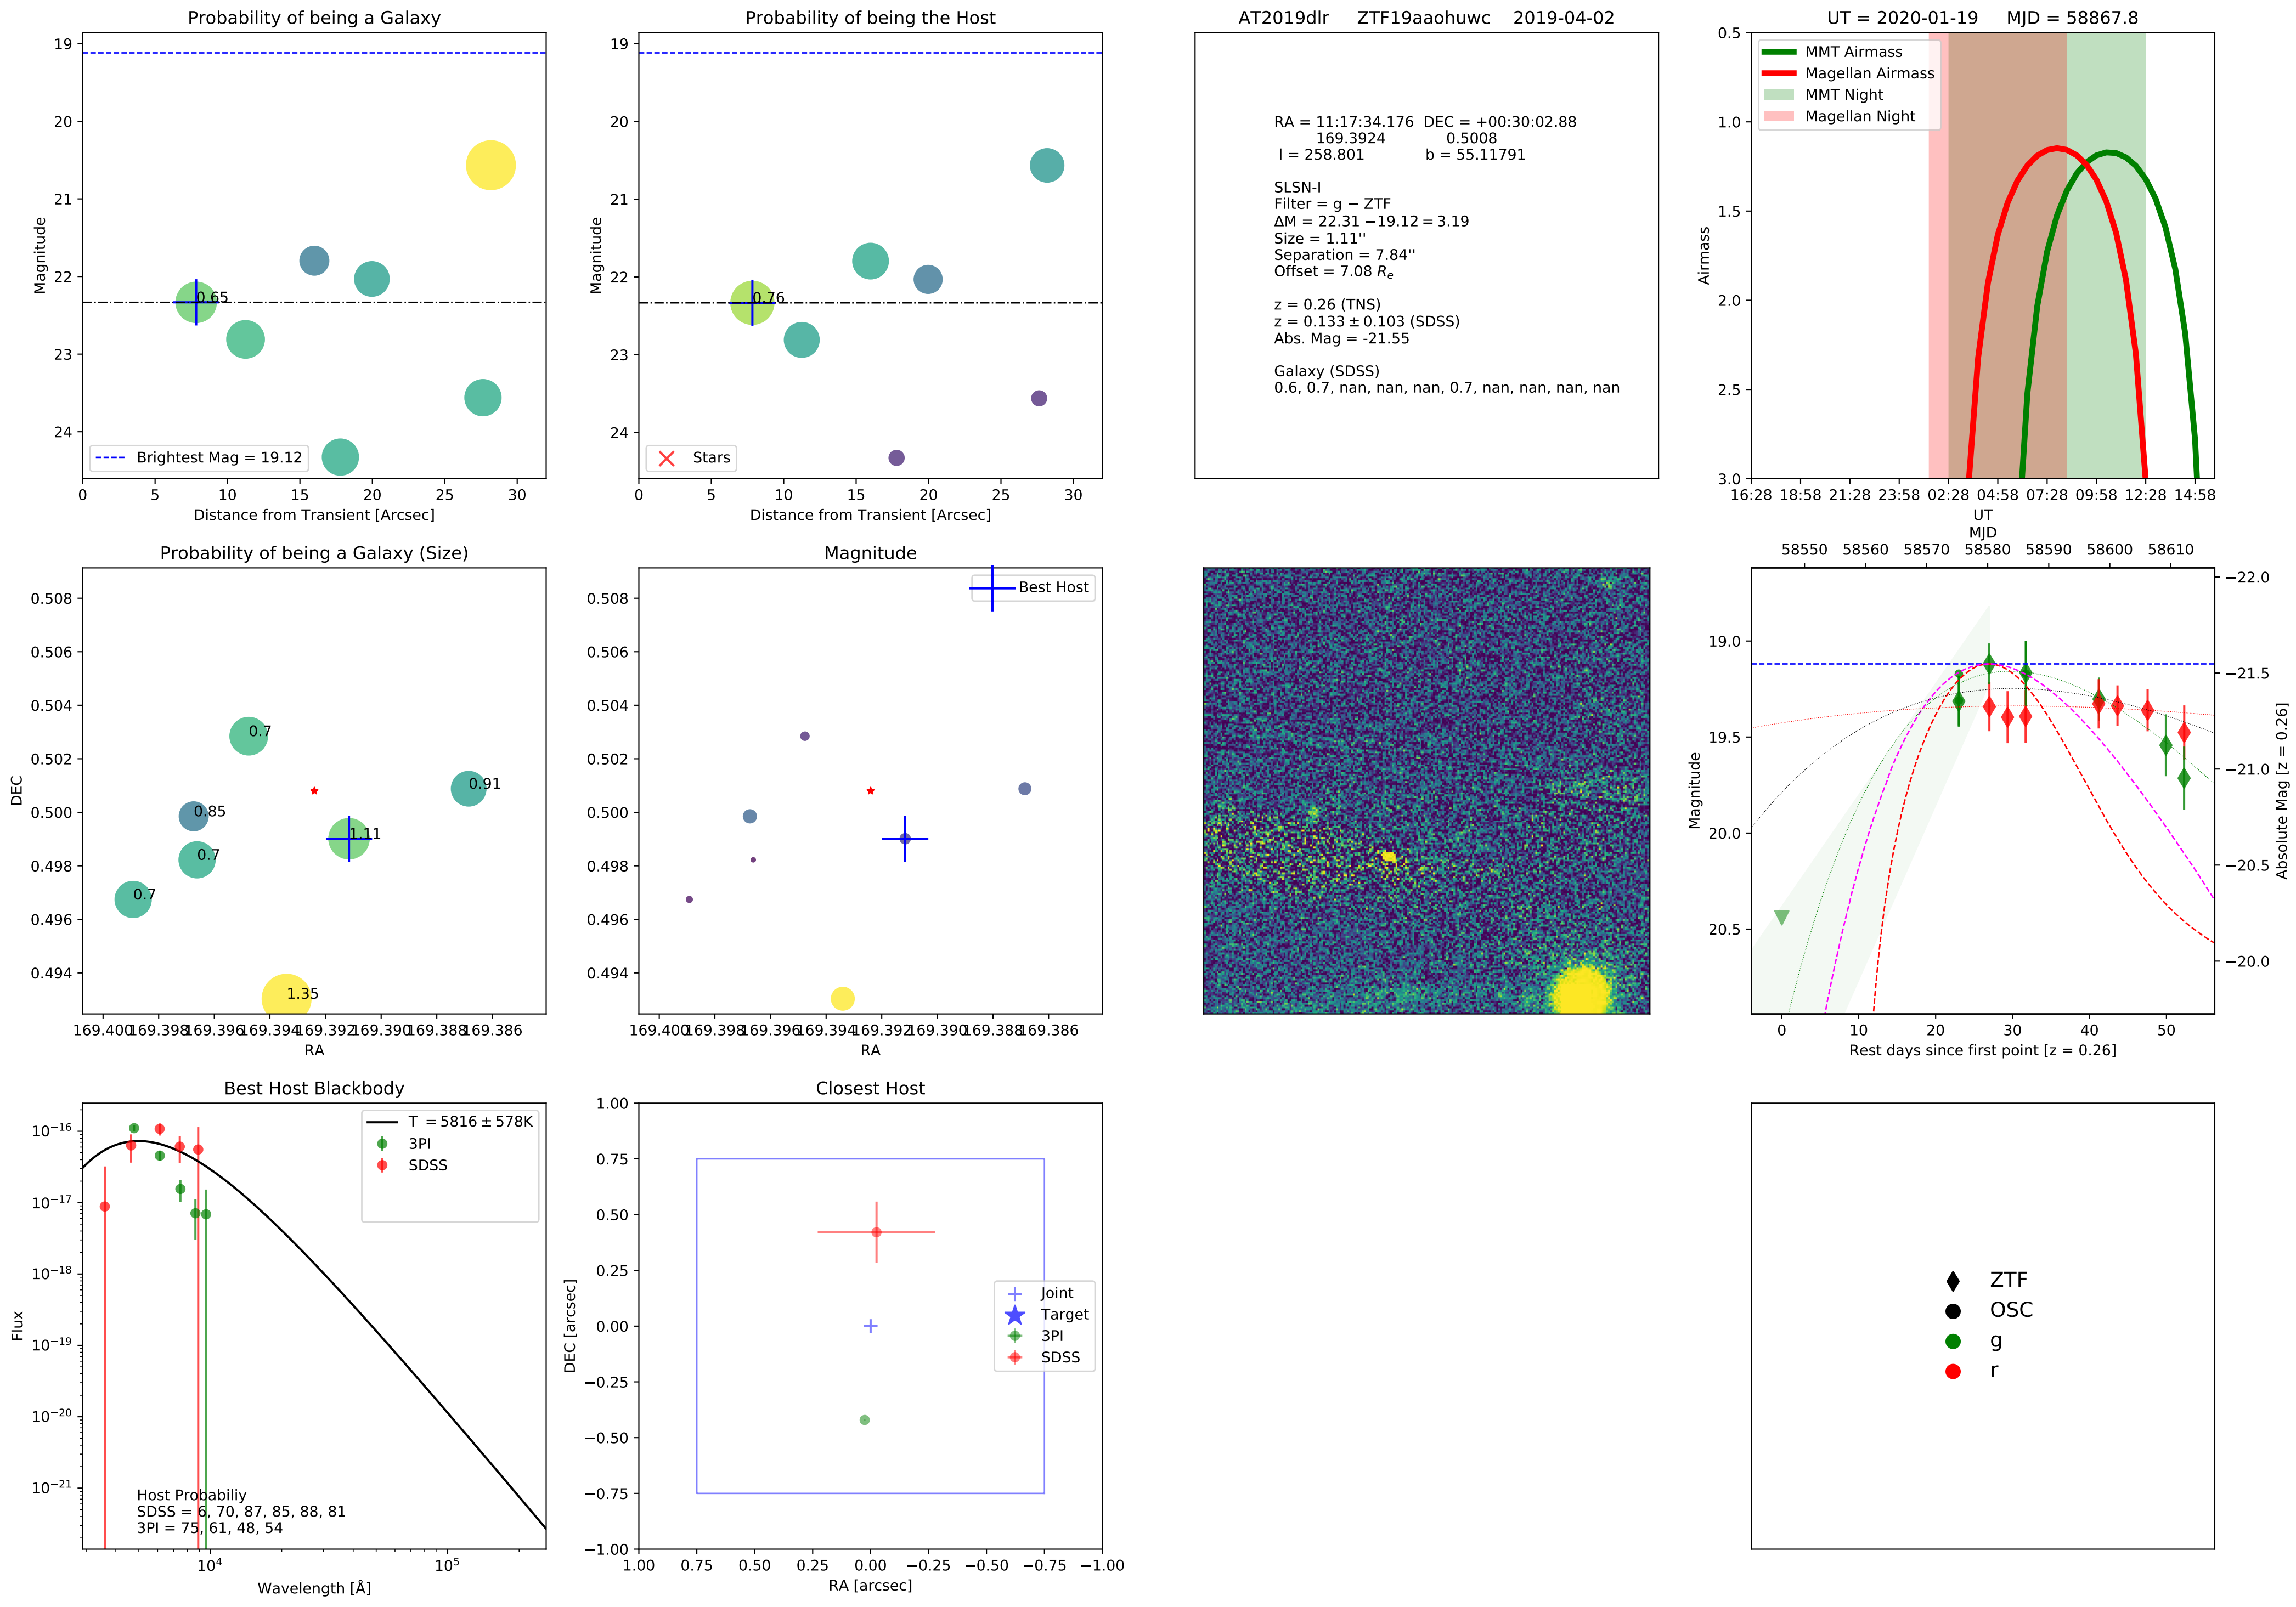 Probability of being a Galaxy
19
20
21
22
23
24
Magnitude
0.65
Brightest Mag = 19.12
0 5 10 15 20 25 30
Distance from Transient [Arcsec]
Probability of being the Host
19
20
21
22
23
24
Magnitude
0.76
Stars
0 5 10 15 20 25 30
Distance from Transient [Arcsec]
AT2019dlr ZTF19aaohuwc 2019-04-02
RA = 11:17:34.176 DEC = +00:30:02.88
169.3924 0.5008
l = 258.801 b = 55.11791
SLSN-I
Filter = g − ZTF
ΔM = 22.31 − 19.12 = 3.19
Size = 1.11''
Separation = 7.84''
Offset = 7.08 Rₑ
z = 0.26 (TNS)
z = 0.133 ± 0.103 (SDSS)
Abs. Mag = -21.55
Galaxy (SDSS)
0.6, 0.7, nan, nan, nan, 0.7, nan, nan, nan, nan
UT = 2020-01-19 MJD = 58867.8
0.5
1.0
1.5
2.0
2.5
3.0
Airmass
MMT Airmass
Magellan Airmass
MMT Night
Magellan Night
16:28 18:58 21:28 23:58 02:28 04:58 07:28 09:58 12:28 14:58
UT
Probability of being a Galaxy (Size)
0.508
0.506
0.504
0.502
0.500
0.498
0.496
0.494
DEC
0.7
0.91
0.85
1.11
0.7
0.7
1.35
169.400 169.398 169.396 169.394 169.392 169.390 169.388 169.386
RA
Magnitude
Best Host
0.508
0.506
0.504
0.502
0.500
0.498
0.496
0.494
169.400 169.398 169.396 169.394 169.392 169.390 169.388 169.386
RA
MJD
58550 58560 58570 58580 58590 58600 58610
19.0
19.5
20.0
20.5
Magnitude
−22.0
−21.5
−21.0
−20.5
−20.0
Absolute Mag [z = 0.26]
0 10 20 30 40 50
Rest days since first point [z = 0.26]
Best Host Blackbody
T = 5816 ± 578K
3PI
SDSS
10⁻¹⁶
10⁻¹⁷
10⁻¹⁸
10⁻¹⁹
10⁻²⁰
10⁻²¹
Flux
Host Probabiliy
SDSS = 6, 70, 87, 85, 88, 81
3PI = 75, 61, 48, 54
10⁴ 10⁵
Wavelength [Å]
Closest Host
1.00
0.75
0.50
0.25
0.00
−0.25
−0.50
−0.75
−1.00
DEC [arcsec]
Joint
Target
3PI
SDSS
1.00 0.75 0.50 0.25 0.00 −0.25 −0.50 −0.75 −1.00
RA [arcsec]
ZTF
OSC
g
r